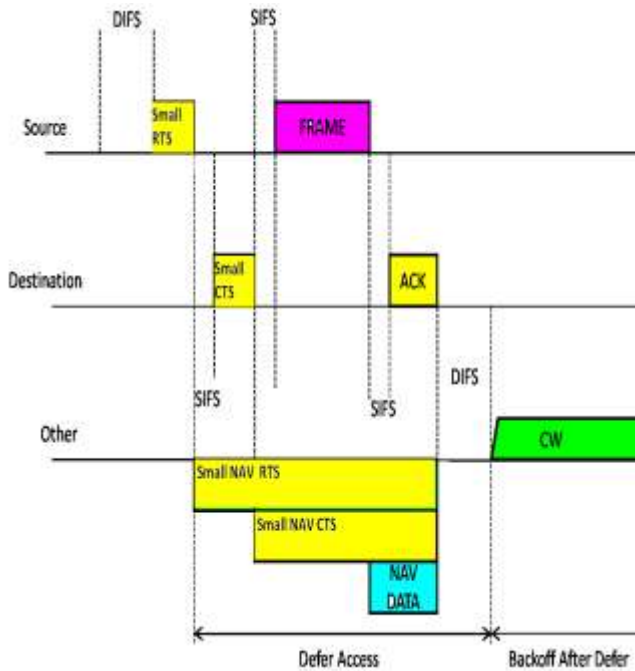 DIFS
SIFS
Small
RTS
FRAME
Source
Small
CTS
ACK
Destination
SIFS
SIFS
DIFS
Other
CW
Small NAV RTS
Small NAV CTS
NAV
DATA
Defer Access
Backoff After Defer